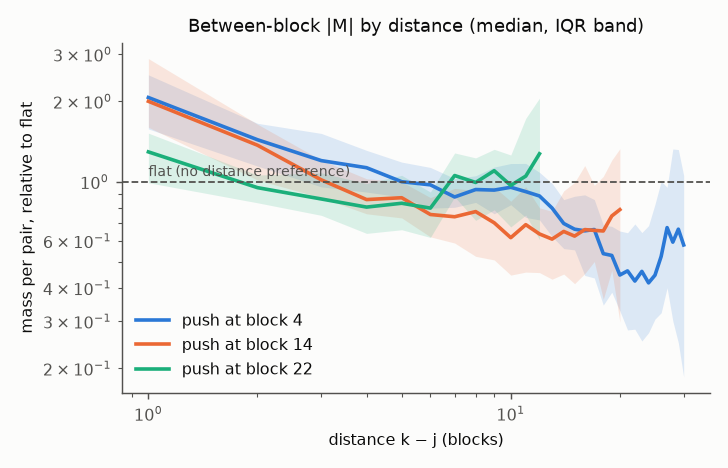 Between-block |M| by distance (median, IQR band)
mass per pair, relative to flat
3 × 10⁰
2 × 10⁰
10⁰
6 × 10⁻¹
4 × 10⁻¹
3 × 10⁻¹
2 × 10⁻¹
flat (no distance preference)
push at block 4
push at block 14
push at block 22
10⁰
10¹
distance k − j (blocks)